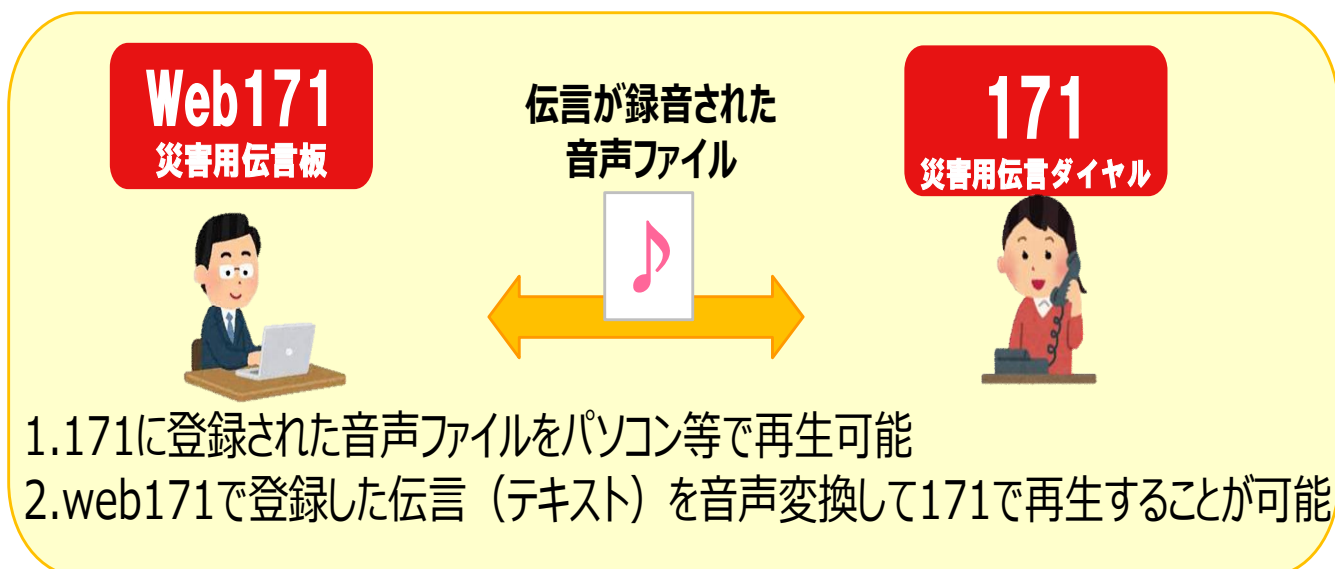 Web171
災害用伝言板
伝言が録音された
音声ファイル
171
災害用伝言ダイヤル
1.171に登録された音声ファイルをパソコン等で再生可能
2.web171で登録した伝言（テキスト）を音声変換して171で再生することが可能